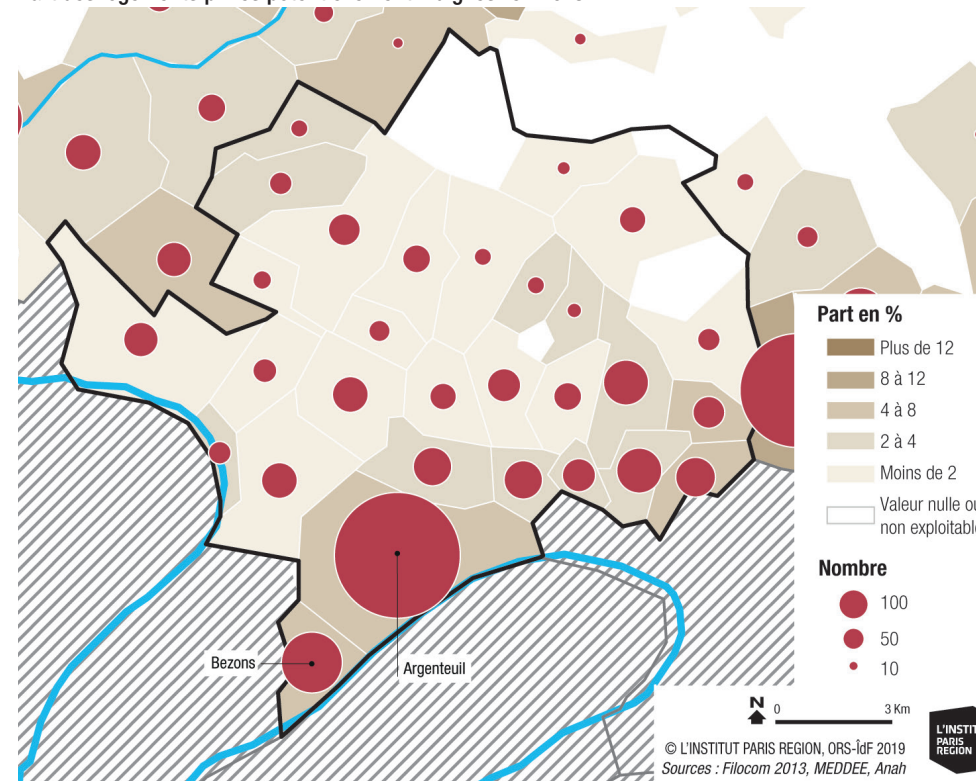 Part en %
Plus de 12
8 à 12
4 à 8
2 à 4
Moins de 2
Valeur nulle ou
non exploitable
Nombre
100
50
10
Bezons
Argenteuil
N
0
3 Km
© L'INSTITUT PARIS REGION, ORS-ÎdF 2019
Sources : Filocom 2013, MEDDEE, Anah
L'INSTIT
PARIS
REGION